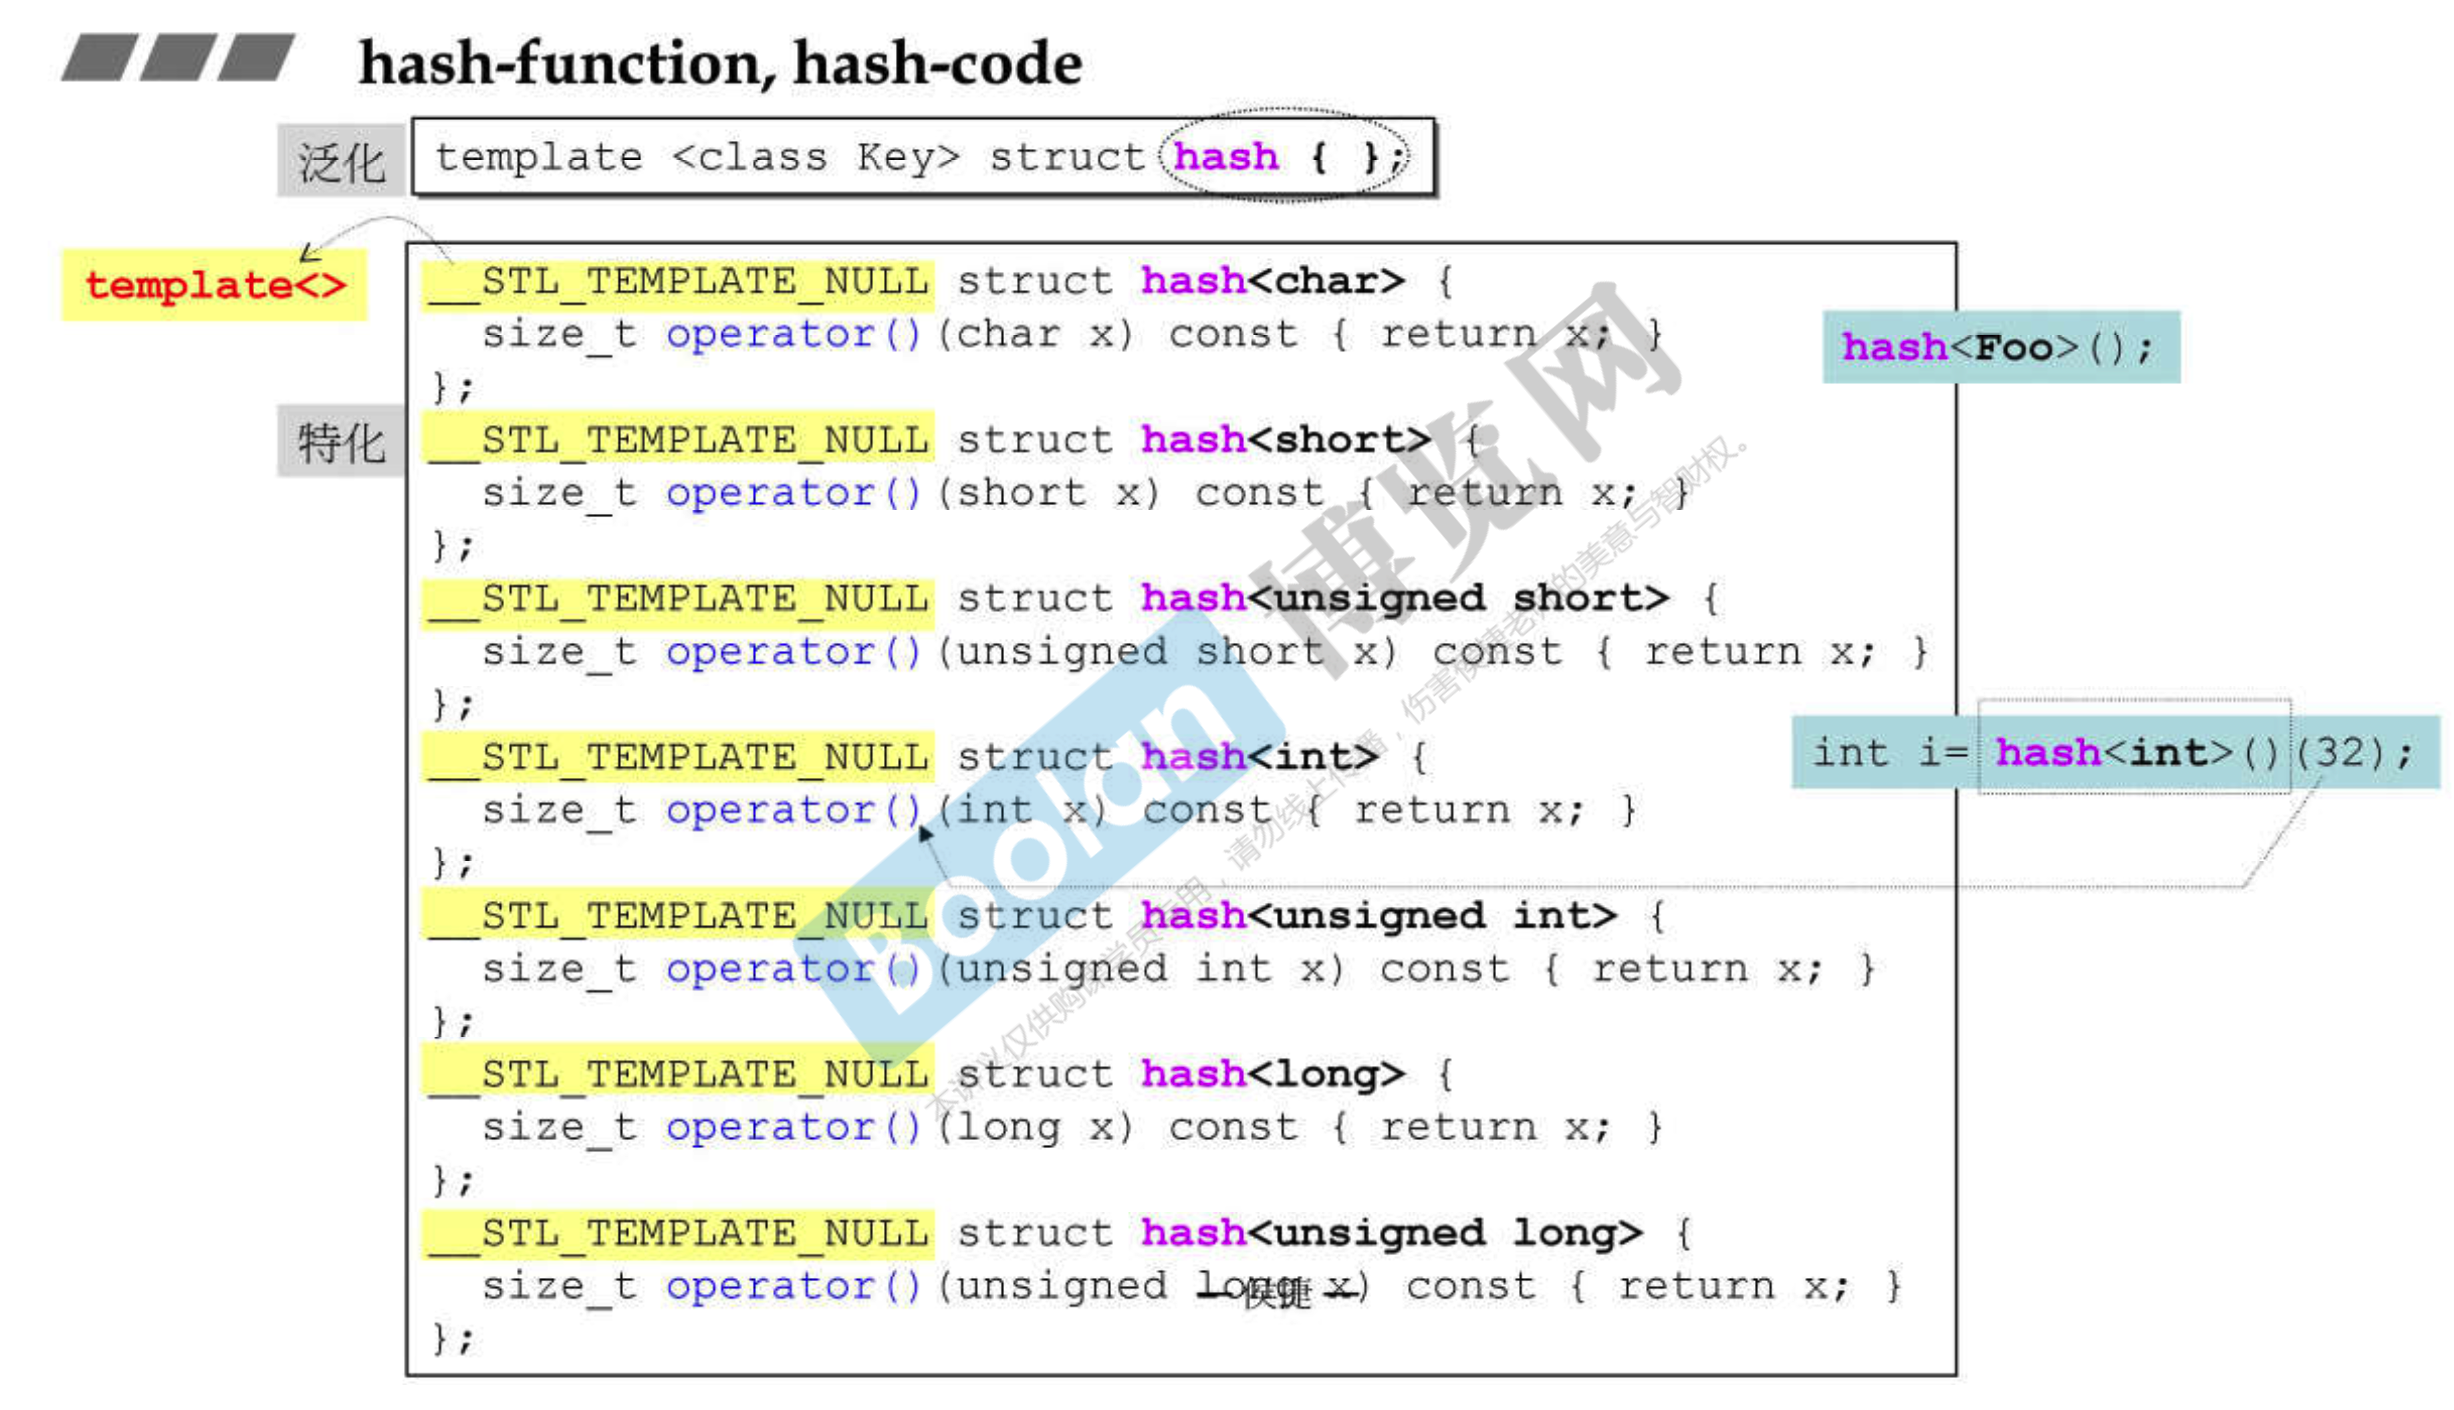 hash-function, hash-code
泛化
template <class Key> struct hash { };
template<>
__STL_TEMPLATE_NULL struct hash<char> {
size_t operator()(char x) const { return x; }
};
hash<Foo>();
特化
__STL_TEMPLATE_NULL struct hash<short> {
size_t operator()(short x) const { return x; }
};
__STL_TEMPLATE_NULL struct hash<unsigned short> {
size_t operator()(unsigned short x) const { return x; }
};
__STL_TEMPLATE_NULL struct hash<int> {
size_t operator()(int x) const { return x; }
};
int i= hash<int>()(32);
__STL_TEMPLATE_NULL struct hash<unsigned int> {
size_t operator()(unsigned int x) const { return x; }
};
__STL_TEMPLATE_NULL struct hash<long> {
size_t operator()(long x) const { return x; }
};
__STL_TEMPLATE_NULL struct hash<unsigned long> {
size_t operator()(unsigned long x) const { return x; }
};
侯捷
Boolan 博览网
本讲义仅供购课学员专用，请勿线上传播，伤害侯捷老师的美意与智财权。